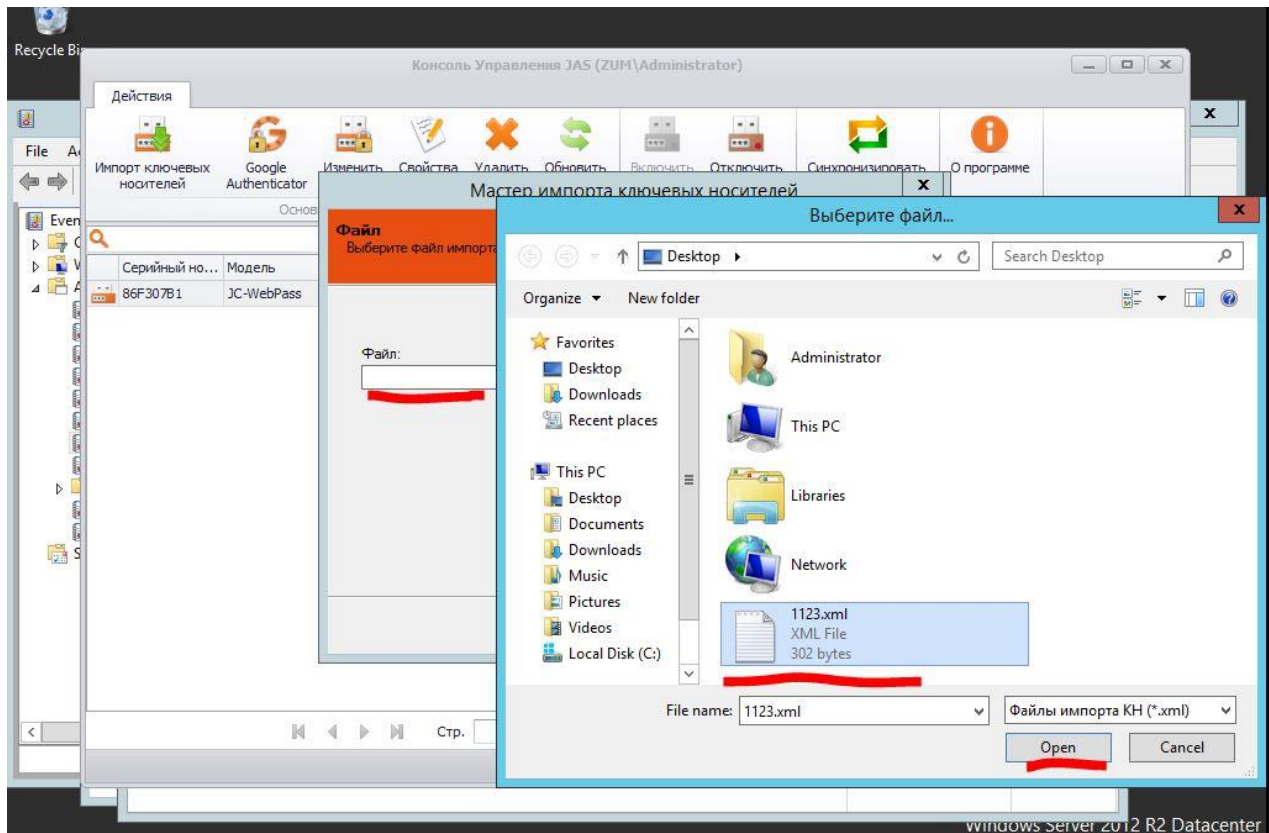 Recycle Bin
Консоль Управления JAS (ZUM\Administrator)
Действия
File
Импорт ключевых носителей
Google Authenticator
Изменить
Свойства
Удалить
Обновить
Включить
Отключить
Синхронизировать
О программе
Основ
Мастер импорта ключевых носителей
Even
Серийный но...
Модель
86F307B1
JC-WebPass
Файл
Выберите файл импорта
Файл:
Стр.
Выберите файл...
Desktop
Search Desktop
Organize
New folder
Favorites
Desktop
Downloads
Recent places
This PC
Desktop
Documents
Downloads
Music
Pictures
Videos
Local Disk (C:)
Administrator
This PC
Libraries
Network
1123.xml
XML File
302 bytes
File name: 1123.xml
Файлы импорта КН (*.xml)
Open
Cancel
Windows Server 2012 R2 Datacenter